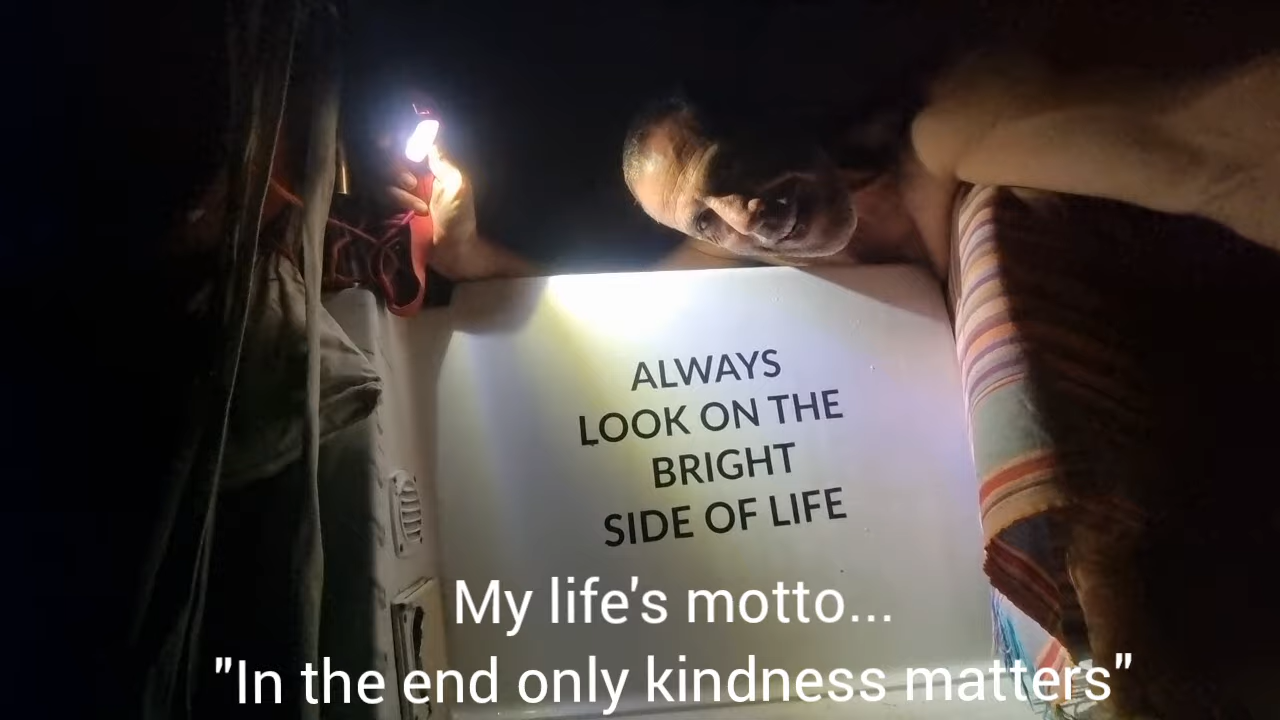 ALWAYS
LOOK ON THE
BRIGHT
SIDE OF LIFE
My life's motto...
"In the end only kindness matters"